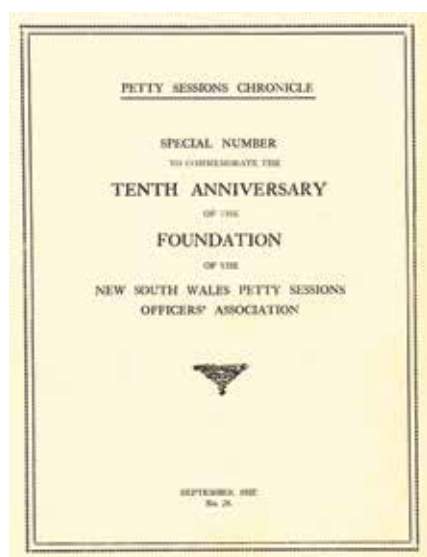 PETTY SESSIONS CHRONICLE
SPECIAL NUMBER
TO COMMEMORATE THE
TENTH ANNIVERSARY
OF THE
FOUNDATION
OF THE
NEW SOUTH WALES PETTY SESSIONS
OFFICERS' ASSOCIATION
SEPTEMBER,
No.